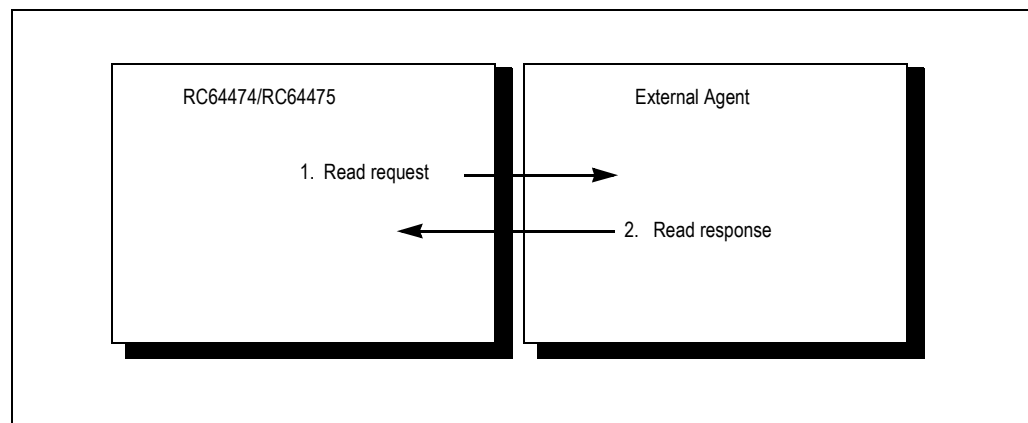 RC64474/RC64475
External Agent
1. Read request
2. Read response